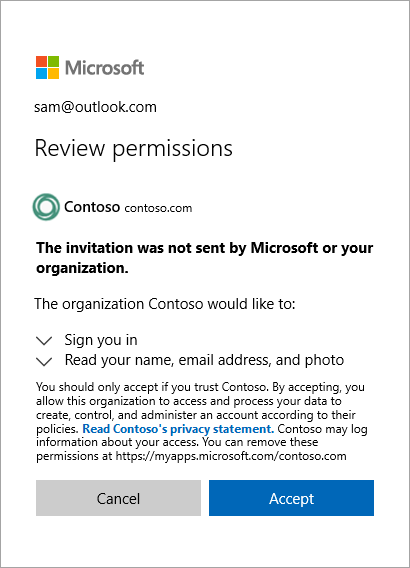 Microsoft
sam@outlook.com
Review permissions
Contoso contoso.com
The invitation was not sent by Microsoft or your
organization.
The organization Contoso would like to:
Sign you in
Read your name, email address, and photo
You should only accept if you trust Contoso. By accepting, you
allow this organization to access and process your data to
create, control, and administer an account according to their
policies. Read Contoso's privacy statement. Contoso may log
information about your access. You can remove these
permissions at https://myapps.microsoft.com/contoso.com
Cancel
Accept